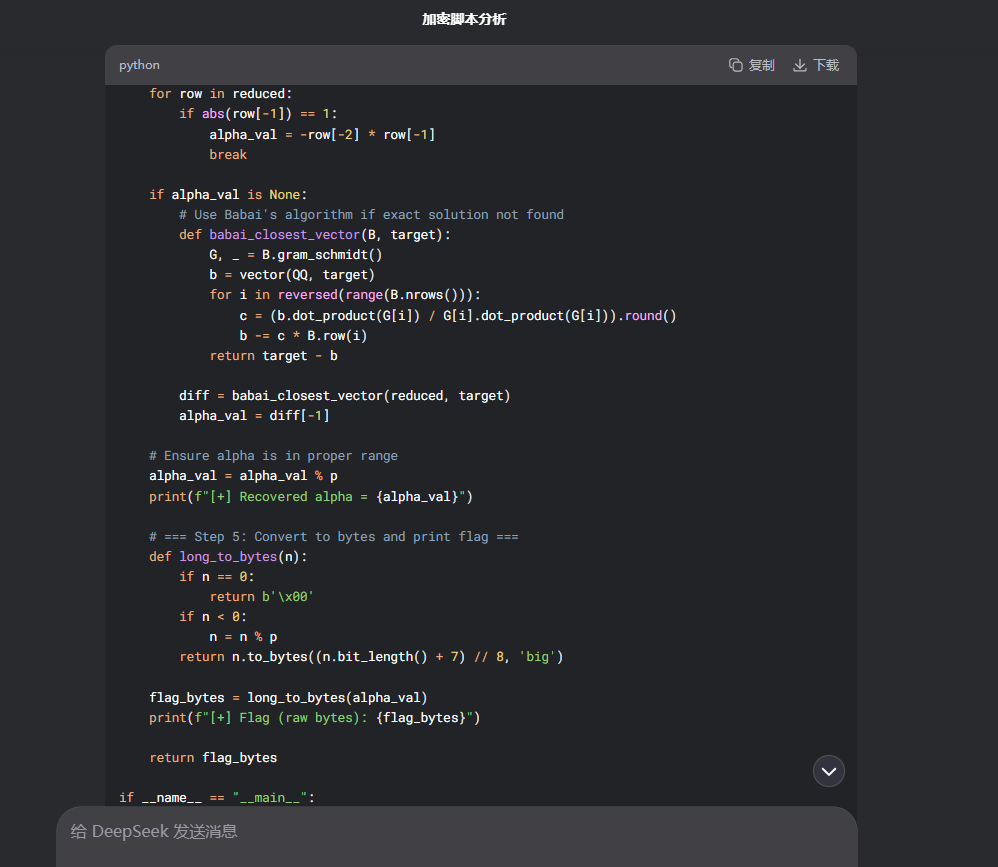 加密脚本分析
python
复制
下载
    for row in reduced:
        if abs(row[-1]) == 1:
            alpha_val = -row[-2] * row[-1]
            break
    if alpha_val is None:
        # Use Babai's algorithm if exact solution not found
        def babai_closest_vector(B, target):
            G, _ = B.gram_schmidt()
            b = vector(QQ, target)
            for i in reversed(range(B.nrows())):
                c = (b.dot_product(G[i]) / G[i].dot_product(G[i])).round()
                b -= c * B.row(i)
            return target - b
        diff = babai_closest_vector(reduced, target)
        alpha_val = diff[-1]
    # Ensure alpha is in proper range
    alpha_val = alpha_val % p
    print(f"[+] Recovered alpha = {alpha_val}")
    # === Step 5: Convert to bytes and print flag ===
    def long_to_bytes(n):
        if n == 0:
            return b'\x00'
        if n < 0:
            n = n % p
        return n.to_bytes((n.bit_length() + 7) // 8, 'big')
    flag_bytes = long_to_bytes(alpha_val)
    print(f"[+] Flag (raw bytes): {flag_bytes}")
    return flag_bytes
if __name__ == "__main__":
给 DeepSeek 发送消息